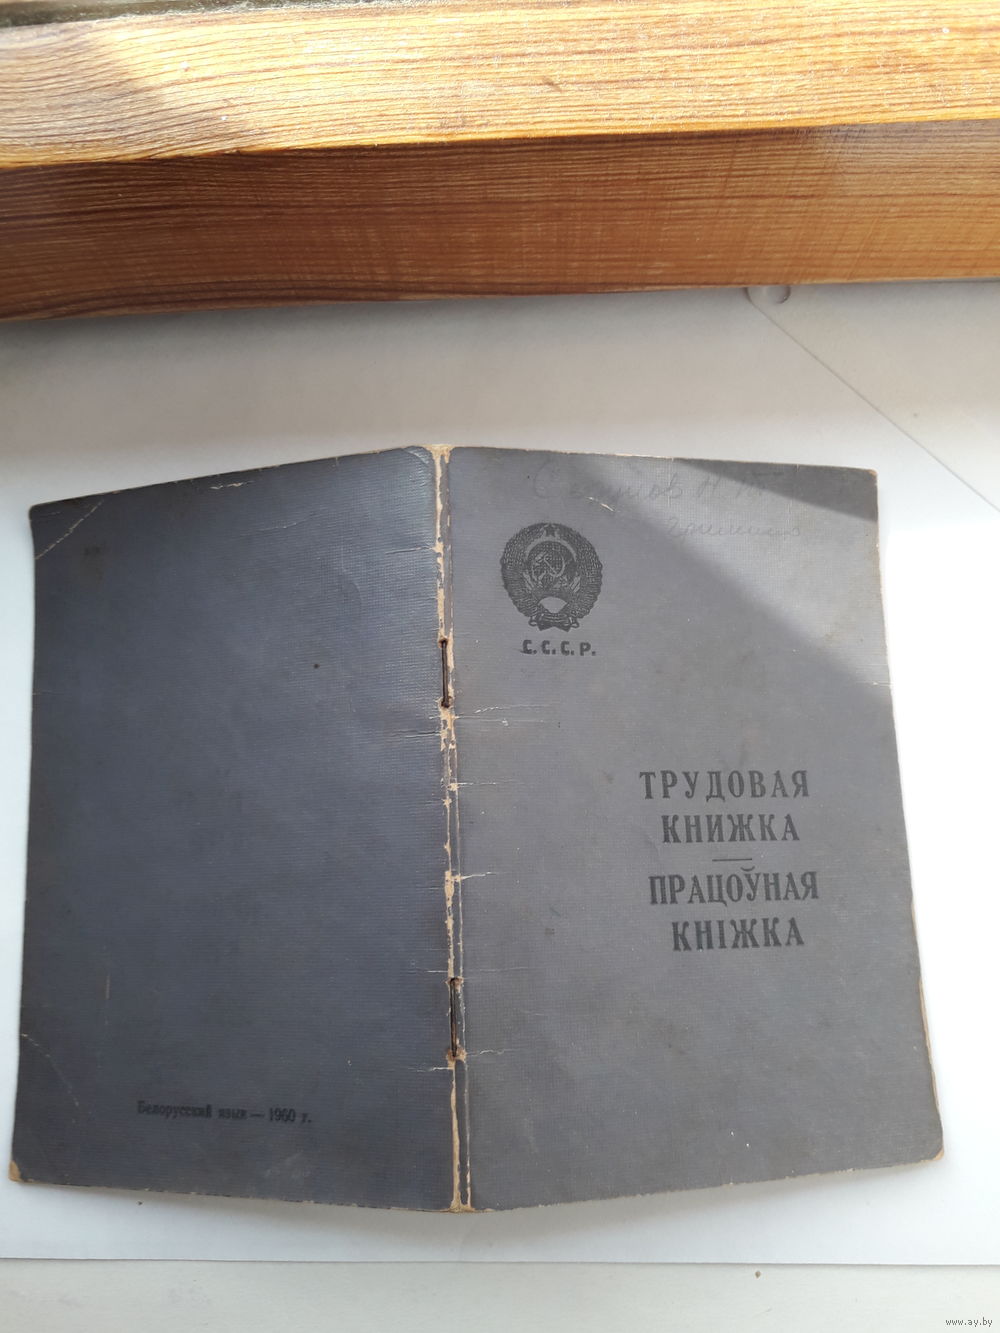 С. С. С. Р.
ТРУДОВАЯ
КНИЖКА
ПРАЦОЎНАЯ
КНІЖКА
Белорусский язык — 1960 г.
www.ay.by